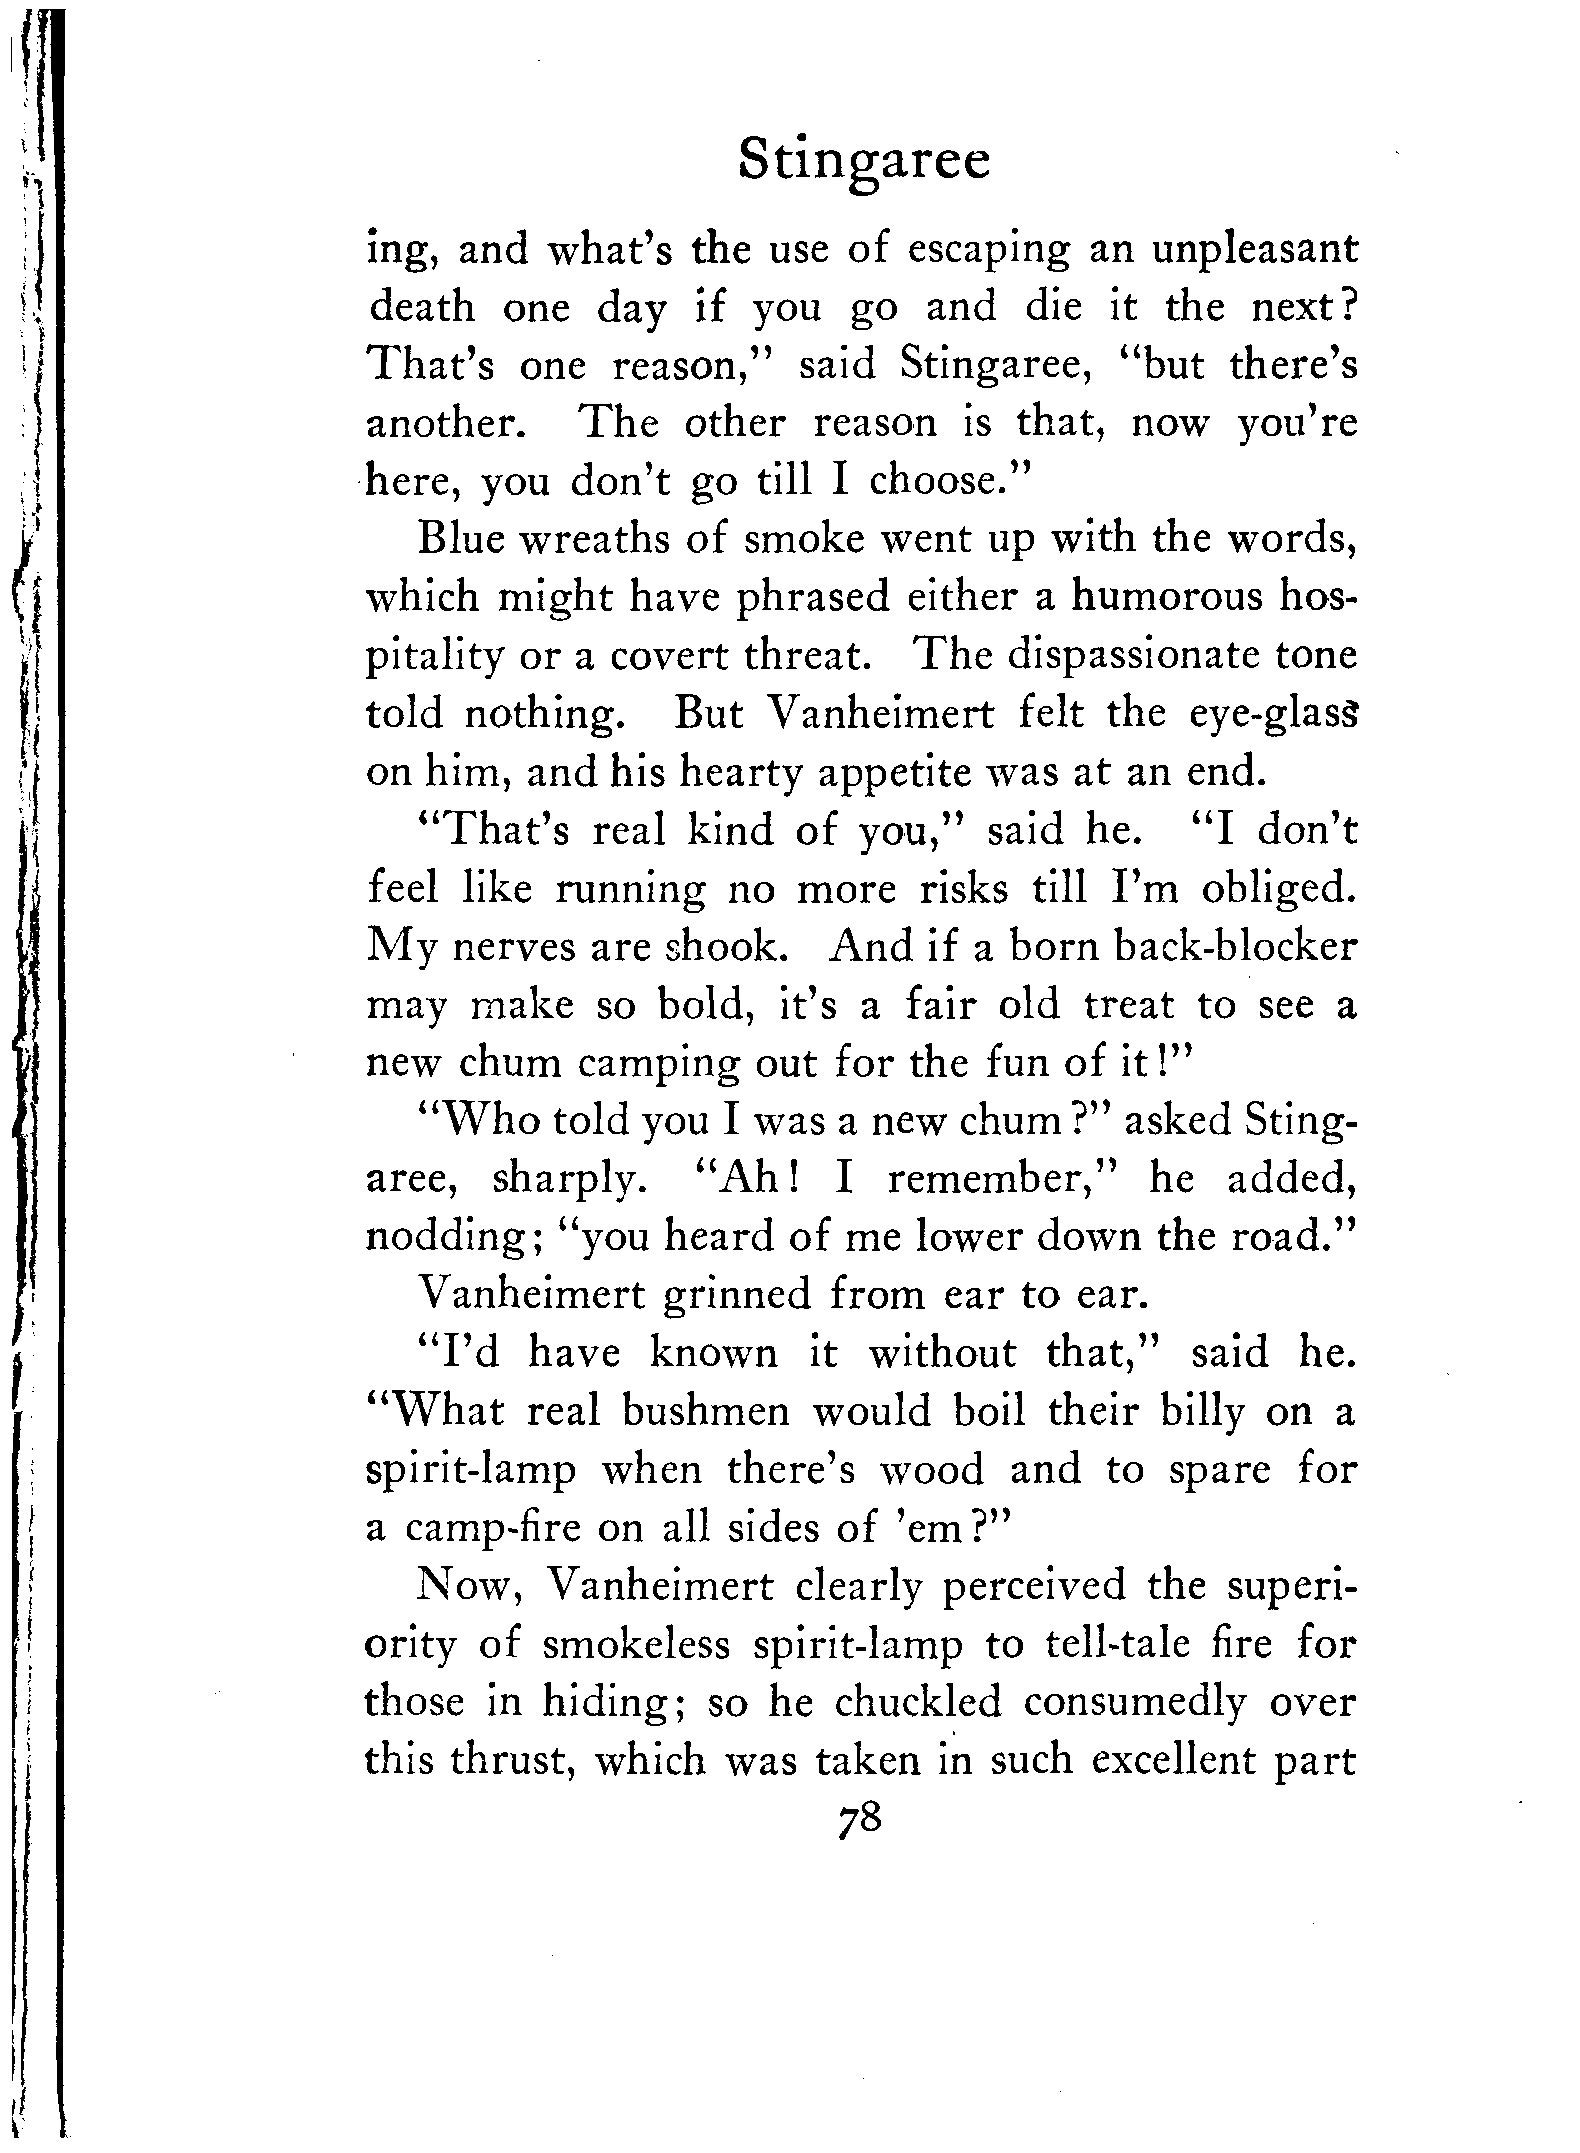 Stingaree
ing, and what's the use of escaping an unpleasant
death one day if you go and die it the next?
That's one reason," said Stingaree, "but there's
another. The other reason is that, now you're
here, you don't go till I choose."
Blue wreaths of smoke went up with the words,
which might have phrased either a humorous hos-
pitality or a covert threat. The dispassionate tone
told nothing. But Vanheimert felt the eye-glass
on him, and his hearty appetite was at an end.
"That's real kind of you," said he. "I don't
feel like running no more risks till I'm obliged.
My nerves are shook. And if a born back-blocker
may make so bold, it's a fair old treat to see a
new chum camping out for the fun of it!"
"Who told you I was a new chum?" asked Sting-
aree, sharply. "Ah! I remember," he added,
nodding; "you heard of me lower down the road."
Vanheimert grinned from ear to ear.
"I'd have known it without that," said he.
"What real bushmen would boil their billy on a
spirit-lamp when there's wood and to spare for
a camp-fire on all sides of 'em?"
Now, Vanheimert clearly perceived the superi-
ority of smokeless spirit-lamp to tell-tale fire for
those in hiding; so he chuckled consumedly over
this thrust, which was taken in such excellent part
78